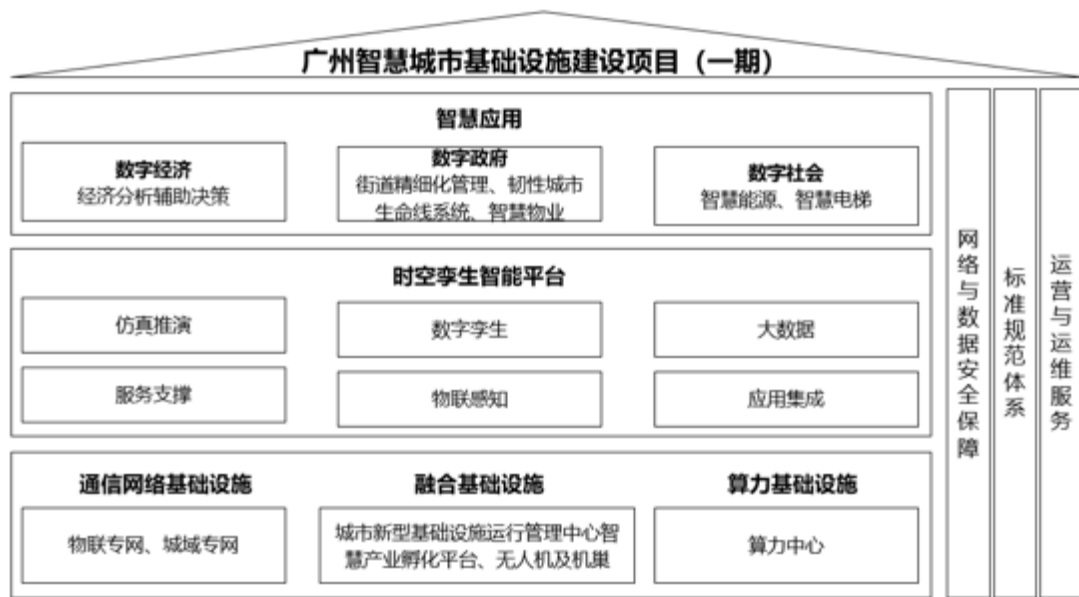 广州智慧城市基础设施建设项目（一期）
智慧应用
数字经济
经济分析辅助决策
数字政府
街道精细化管理、韧性城市
生命线系统、智慧物业
数字社会
智慧能源、智慧电梯
时空孪生智能平台
仿真推演
数字孪生
大数据
服务支撑
物联感知
应用集成
通信网络基础设施
物联专网、城域专网
融合基础设施
城市新型基础设施运行管理中心智
慧产业孵化平台、无人机及机巢
算力基础设施
算力中心
网络与数据安全保障
标准规范体系
运营与运维服务